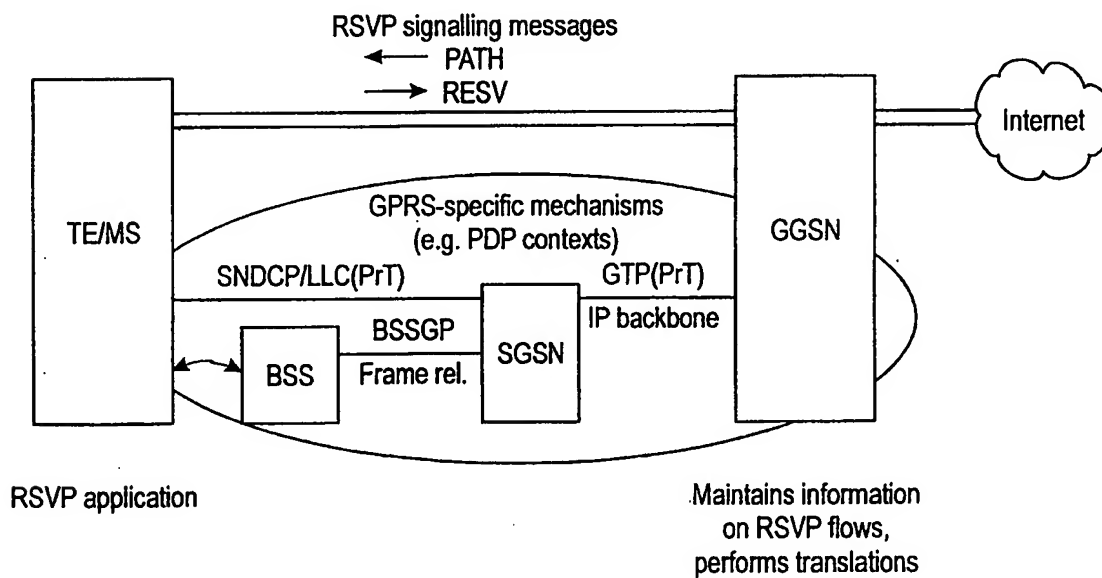 RSVP signalling messages
PATH
RESV
Internet
TE/MS
GPRS-specific mechanisms
(e.g. PDP contexts)
GGSN
SNDCP/LLC(PrT)
GTP(PrT)
BSSGP
SGSN
IP backbone
BSS
Frame rel.
RSVP application
Maintains information
on RSVP flows,
performs translations